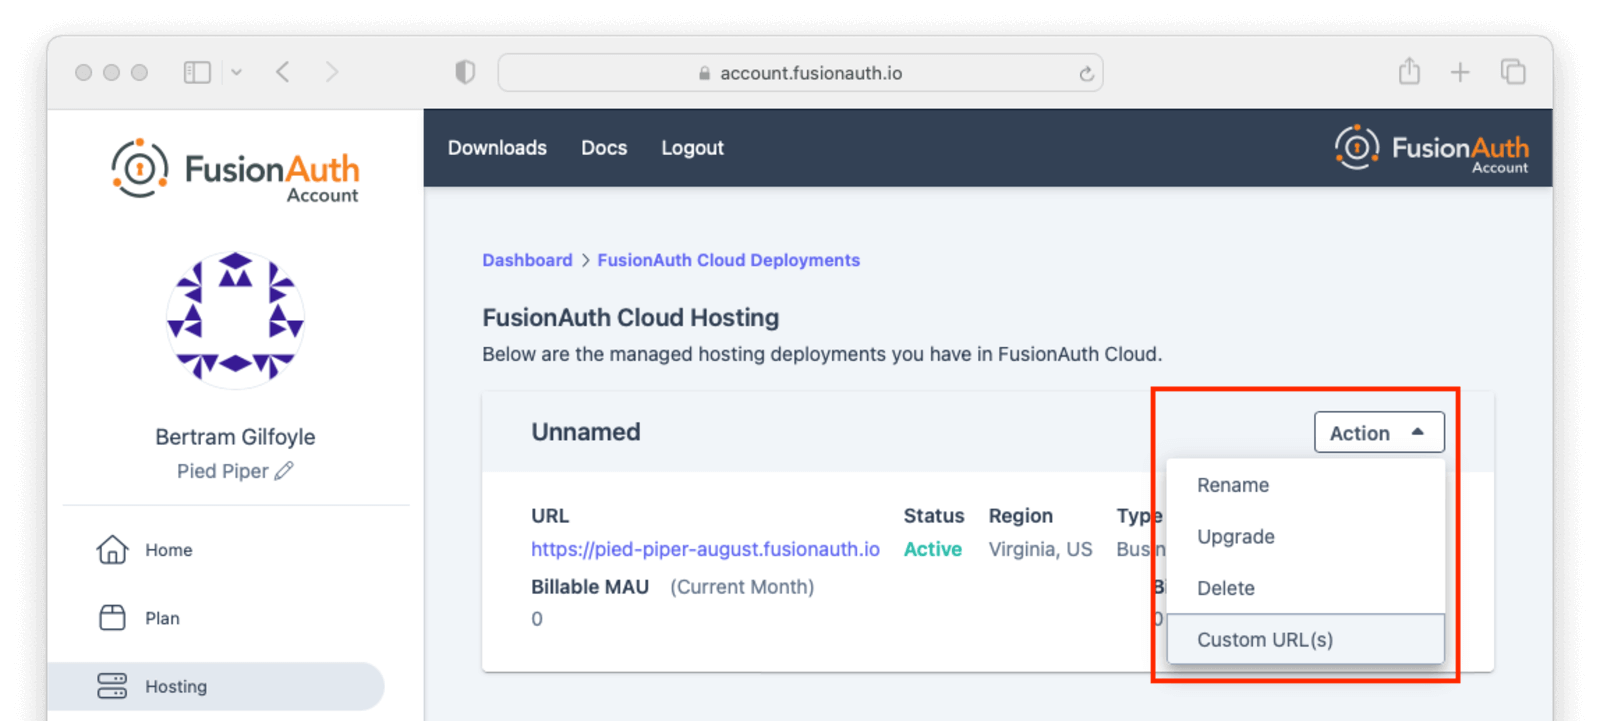 account.fusionauth.io
FusionAuth
Account
Downloads Docs Logout
FusionAuth
Account
Bertram Gilfoyle
Pied Piper
Home
Plan
Hosting
Dashboard > FusionAuth Cloud Deployments
FusionAuth Cloud Hosting
Below are the managed hosting deployments you have in FusionAuth Cloud.
Unnamed
Action
URL Status Region Type
https://pied-piper-august.fusionauth.io Active Virginia, US Busin
Billable MAU (Current Month) Bi
0 0
Rename
Upgrade
Delete
Custom URL(s)